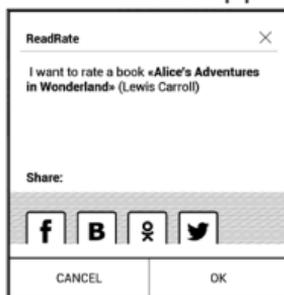 ReadRate
I want to rate a book «Alice's Adventures
in Wonderland» (Lewis Carroll)
Share:
CANCEL OK